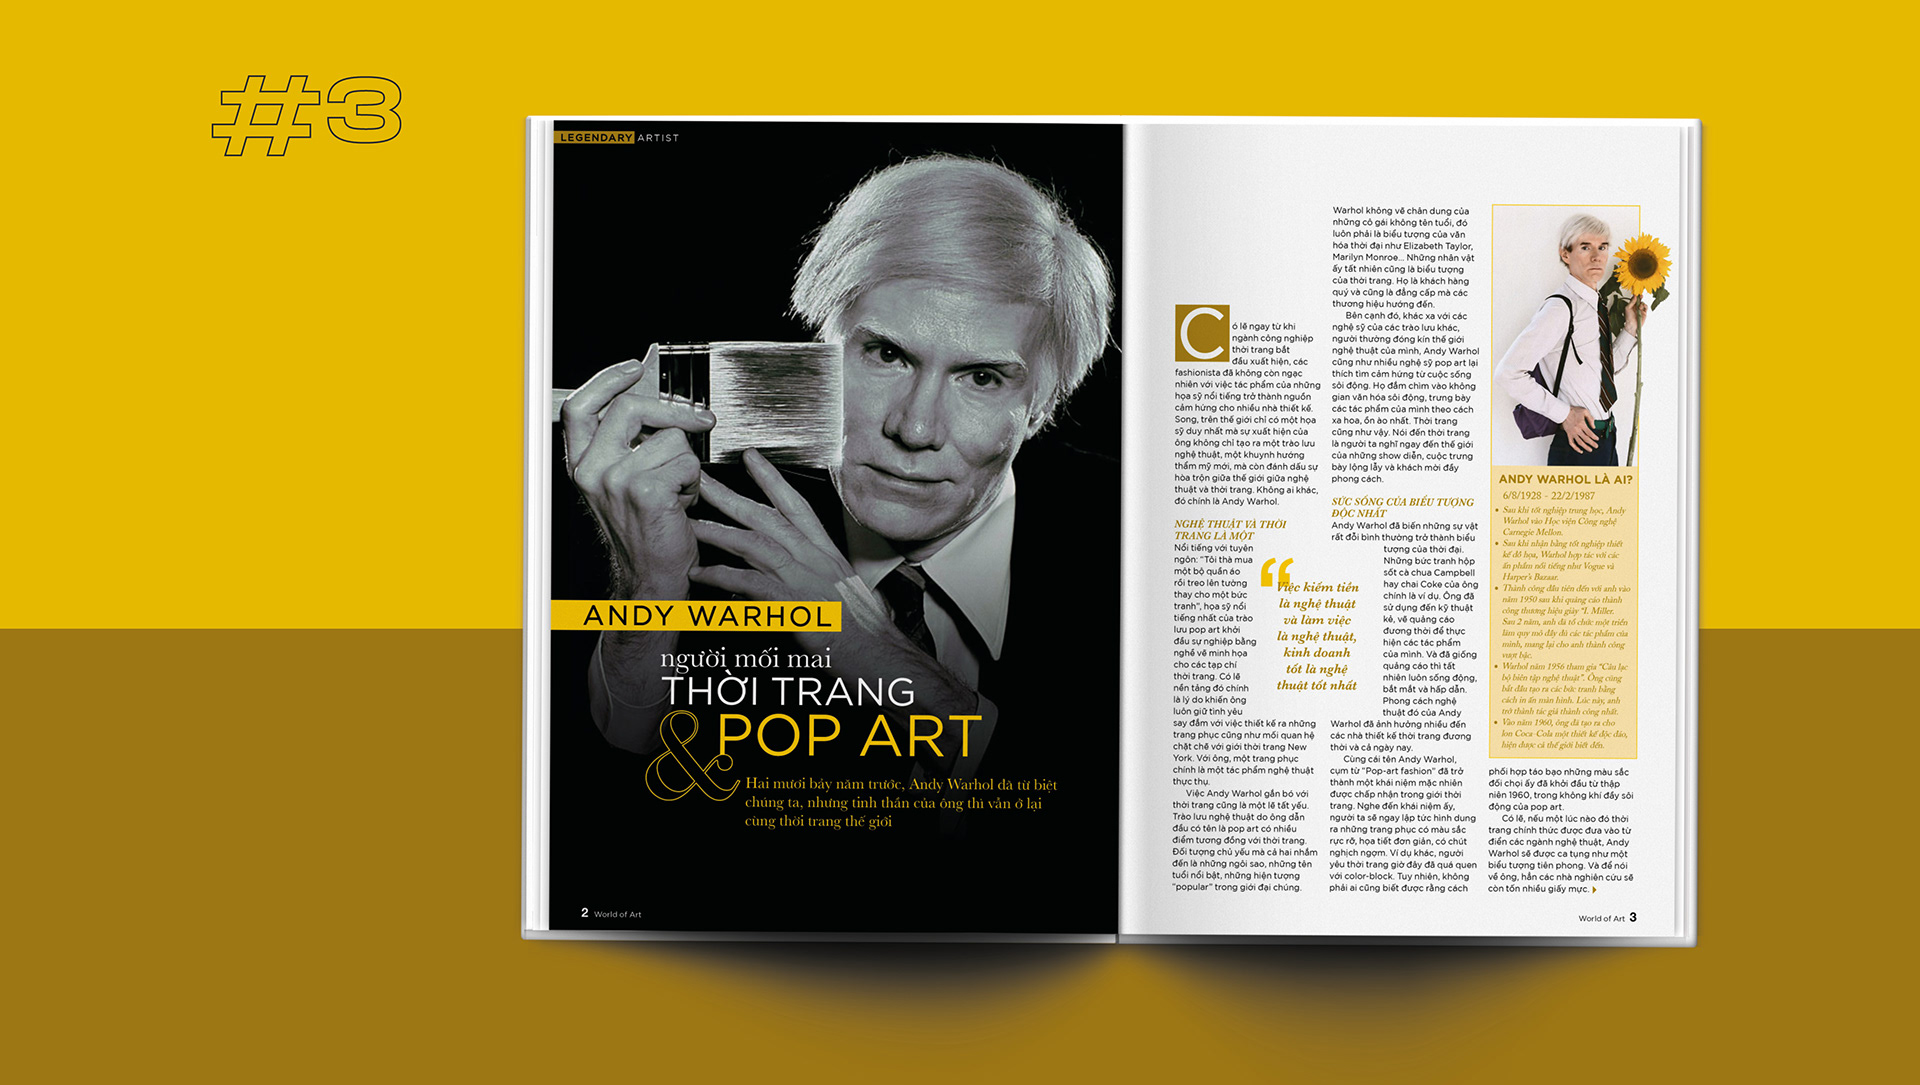 #3
LEGENDARY ARTIST
ANDY WARHOL
người mối mai
THỜI TRANG
& POP ART
Hai mươi bảy năm trước, Andy Warhol đã từ biệt
chúng ta, nhưng tinh thần của ông thì vẫn ở lại
cùng thời trang thế giới
2 World of Art
Có lẽ ngay từ khi
ngành công nghiệp
thời trang bắt
đầu xuất hiện, các
fashionista đã không còn ngạc
nhiên với việc tác phẩm của những
họa sỹ nổi tiếng trở thành nguồn
cảm hứng cho nhiều nhà thiết kế.
Song, trên thế giới chỉ có một họa
sỹ duy nhất mà sự xuất hiện của
ông không chỉ tạo ra một trào lưu
nghệ thuật, một khuynh hướng
thẩm mỹ mới, mà còn đánh dấu sự
hòa trộn giữa thế giới giữa nghệ
thuật và thời trang. Không ai khác,
đó chính là Andy Warhol.
NGHỆ THUẬT VÀ THỜI
TRANG LÀ MỘT
Nổi tiếng với tuyên
ngôn: “Tôi thà mua
một bộ quần áo
rồi treo lên tường
thay cho một bức
tranh”, họa sỹ nổi
tiếng nhất của trào
lưu pop art khởi
đầu sự nghiệp bằng
nghề vẽ minh họa
cho các tạp chí
thời trang. Có lẽ
nền tảng đó chính
là lý do khiến ông
luôn giữ tình yêu
say đắm với việc thiết kế ra những
trang phục cũng như mối quan hệ
chặt chẽ với giới thời trang New
York. Với ông, một trang phục
chính là một tác phẩm nghệ thuật
thực thụ.
Việc Andy Warhol gắn bó với
thời trang cũng là một lẽ tất yếu.
Trào lưu nghệ thuật do ông dẫn
đầu có tên là pop art có nhiều
điểm tương đồng với thời trang.
Đối tượng chủ yếu mà cả hai nhắm
đến là những ngôi sao, những tên
tuổi nổi bật, những hiện tượng
“popular” trong giới đại chúng.
“
Việc kiếm tiền
là nghệ thuật
và làm việc
là nghệ thuật,
kinh doanh
tốt là nghệ
thuật tốt nhất
Warhol không vẽ chân dung của
những cô gái không tên tuổi, đó
luôn phải là biểu tượng của văn
hóa thời đại như Elizabeth Taylor,
Marilyn Monroe... Những nhân vật
ấy tất nhiên cũng là biểu tượng
của thời trang. Họ là khách hàng
quý và cũng là đẳng cấp mà các
thương hiệu hướng đến.
Bên cạnh đó, khác xa với các
nghệ sỹ của các trào lưu khác,
người thường đóng kín thế giới
nghệ thuật của mình, Andy Warhol
cũng như nhiều nghệ sỹ pop art lại
thích tìm cảm hứng từ cuộc sống
sôi động. Họ đắm chìm vào không
gian văn hóa sôi động, trưng bày
các tác phẩm của mình theo cách
xa hoa, ồn ào nhất. Thời trang
cũng như vậy. Nói đến thời trang
là người ta nghĩ ngay đến thế giới
của những show diễn, cuộc trưng
bày lộng lẫy và khách mời đầy
phong cách.
SỨC SỐNG CỦA BIỂU TƯỢNG
ĐỘC NHẤT
Andy Warhol đã biến những sự vật
rất đỗi bình thường trở thành biểu
tượng của thời đại.
Những bức tranh hộp
sốt cà chua Campbell
hay chai Coke của ông
chính là ví dụ. Ông đã
sử dụng đến kỹ thuật
kẻ, vẽ quảng cáo
đương thời để thực
hiện các tác phẩm
của mình. Và đã giống
quảng cáo thì tất
nhiên luôn sống động,
bắt mắt và hấp dẫn.
Phong cách nghệ
thuật đó của Andy
Warhol đã ảnh hưởng nhiều đến
các nhà thiết kế thời trang đương
thời và cả ngày nay.
Cùng cái tên Andy Warhol,
cụm từ “Pop-art fashion” đã trở
thành một khái niệm mặc nhiên
được chấp nhận trong giới thời
trang. Nghe đến khái niệm ấy,
người ta sẽ ngay lập tức hình dung
ra những trang phục có màu sắc
rực rỡ, họa tiết đơn giản, có chút
nghịch ngợm. Ví dụ khác, người
yêu thời trang giờ đây đã quá quen
với color-block. Tuy nhiên, không
phải ai cũng biết được rằng cách
ANDY WARHOL LÀ AI?
6/8/1928 - 22/2/1987
• Sau khi tốt nghiệp trung học, Andy
Warhol vào Học viện Công nghệ
Carnegie Mellon.
• Sau khi nhận bằng tốt nghiệp thiết
kế đồ họa, Warhol hợp tác với các
ấn phẩm nổi tiếng như Vogue và
Harper's Bazaar.
• Thành công đầu tiên đến với anh vào
năm 1950 sau khi quảng cáo thành
công thương hiệu giày “I. Miller.
Sau 2 năm, anh đã tổ chức một triển
lãm quy mô đầy đủ các tác phẩm của
mình, mang lại cho anh thành công
vượt bậc.
• Warhol năm 1956 tham gia “Câu lạc
bộ biên tập nghệ thuật”. Ông cũng
bắt đầu tạo ra các bức tranh bằng
cách in ấn màn hình. Lúc này, anh
trở thành tác giả thành công nhất.
• Vào năm 1960, ông đã tạo ra cho
lon Coca-Cola một thiết kế độc đáo,
hiện được cả thế giới biết đến.
phối hợp táo bạo những màu sắc
đối chọi ấy đã khởi đầu từ thập
niên 1960, trong không khí đầy sôi
động của pop art.
Có lẽ, nếu một lúc nào đó thời
trang chính thức được đưa vào từ
điển các ngành nghệ thuật, Andy
Warhol sẽ được ca tụng như một
biểu tượng tiên phong. Và để nói
về ông, hẳn các nhà nghiên cứu sẽ
còn tốn nhiều giấy mực.
World of Art 3